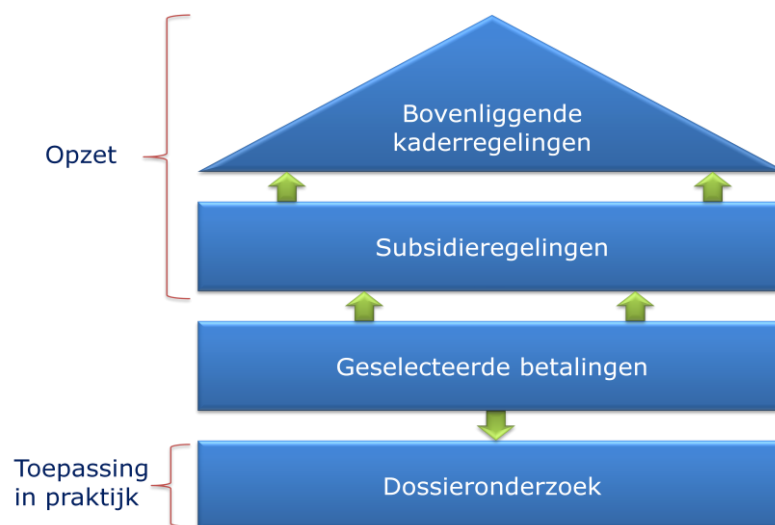 Opzet
Bovenliggende
kaderregelingen
Subsidieregelingen
Geselecteerde betalingen
Toepassing
in praktijk
Dossieronderzoek